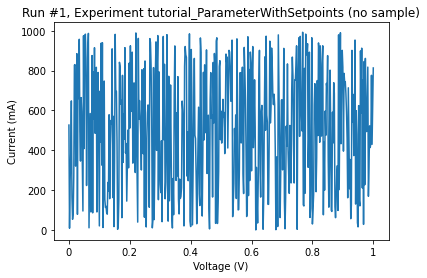 Run #1, Experiment tutorial_ParameterWithSetpoints (no sample)
1000
800
600
400
200
0
Current (mA)
0 0.2 0.4 0.6 0.8 1
Voltage (V)